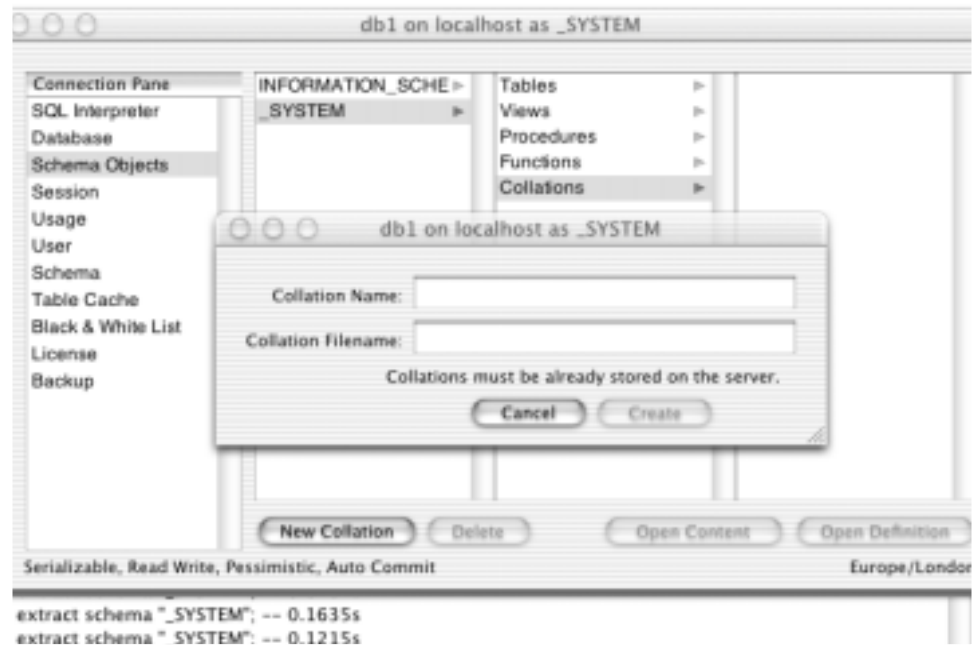 db1 on localhost as _SYSTEM
Connection Pane
SQL Interpreter
Database
Schema Objects
Session
Usage
User
Schema
Table Cache
Black & White List
License
Backup
INFORMATION_SCHE
_SYSTEM
Tables
Views
Procedures
Functions
Collations
db1 on localhost as _SYSTEM
Collation Name:
Collation Filename:
Collations must be already stored on the server.
Cancel Create
New Collation Delete Open Content Open Definition
Serializable, Read Write, Pessimistic, Auto Commit Europe/London
extract schema "_SYSTEM"; -- 0.1635s
extract schema "_SYSTEM"; -- 0.1215s